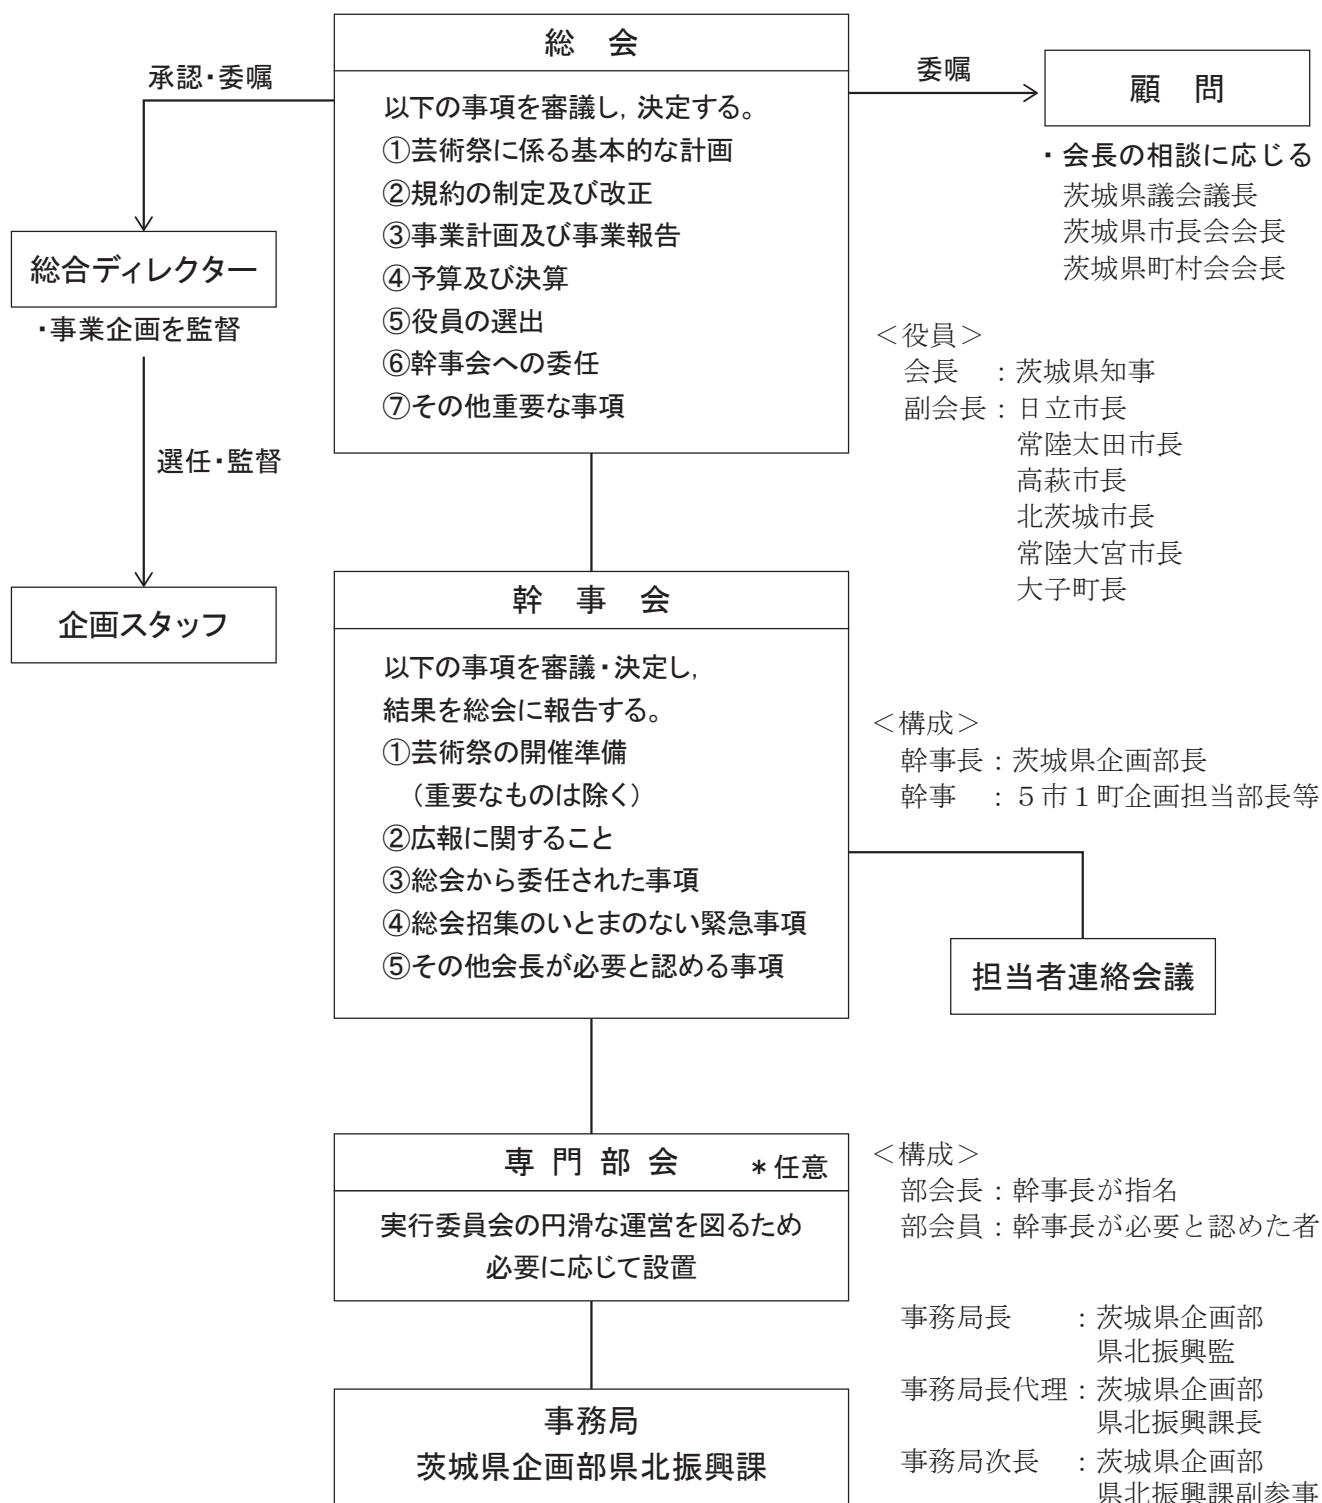 総　会
承認・委嘱
委嘱
顧　問
以下の事項を審議し，決定する。
①芸術祭に係る基本的な計画
②規約の制定及び改正
③事業計画及び事業報告
④予算及び決算
⑤役員の選出
⑥幹事会への委任
⑦その他重要な事項
・会長の相談に応じる
茨城県議会議長
茨城県市長会会長
茨城県町村会会長
総合ディレクター
・事業企画を監督
選任・監督
企画スタッフ
＜役員＞
会長　：茨城県知事
副会長：日立市長
常陸太田市長
高萩市長
北茨城市長
常陸大宮市長
大子町長
幹　事　会
以下の事項を審議・決定し，
結果を総会に報告する。
①芸術祭の開催準備
（重要なものは除く）
②広報に関すること
③総会から委任された事項
④総会招集のいとまのない緊急事項
⑤その他会長が必要と認める事項
＜構成＞
幹事長：茨城県企画部長
幹事　：５市１町企画担当部長等
担当者連絡会議
専 門 部 会　＊任意
実行委員会の円滑な運営を図るため
必要に応じて設置
＜構成＞
部会長：幹事長が指名
部会員：幹事長が必要と認めた者
事務局
茨城県企画部県北振興課
事務局長　　：茨城県企画部
県北振興監
事務局長代理：茨城県企画部
県北振興課長
事務局次長　：茨城県企画部
県北振興課副参事